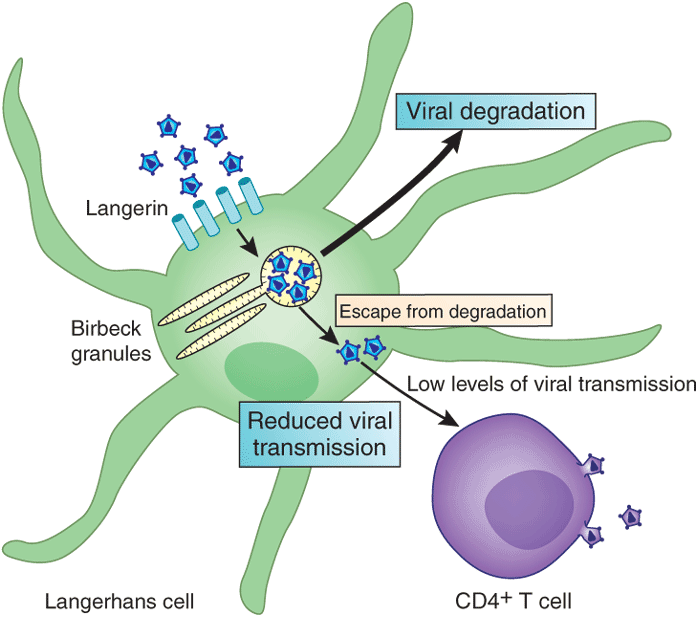 Viral degradation
Langerin
Escape from degradation
Birbeck
granules
Low levels of viral transmission
Reduced viral
transmission
Langerhans cell
CD4+ T cell